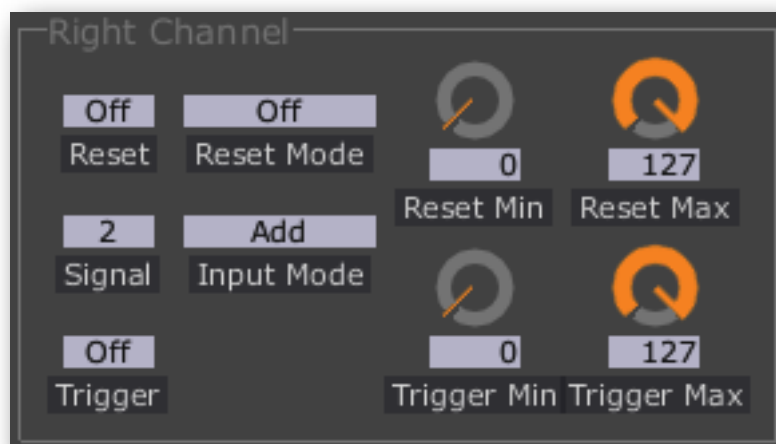 Right Channel
Off Off
Reset Reset Mode
0 127
Reset Min Reset Max
2 Add
Signal Input Mode
Off
Trigger
0 127
Trigger Min Trigger Max